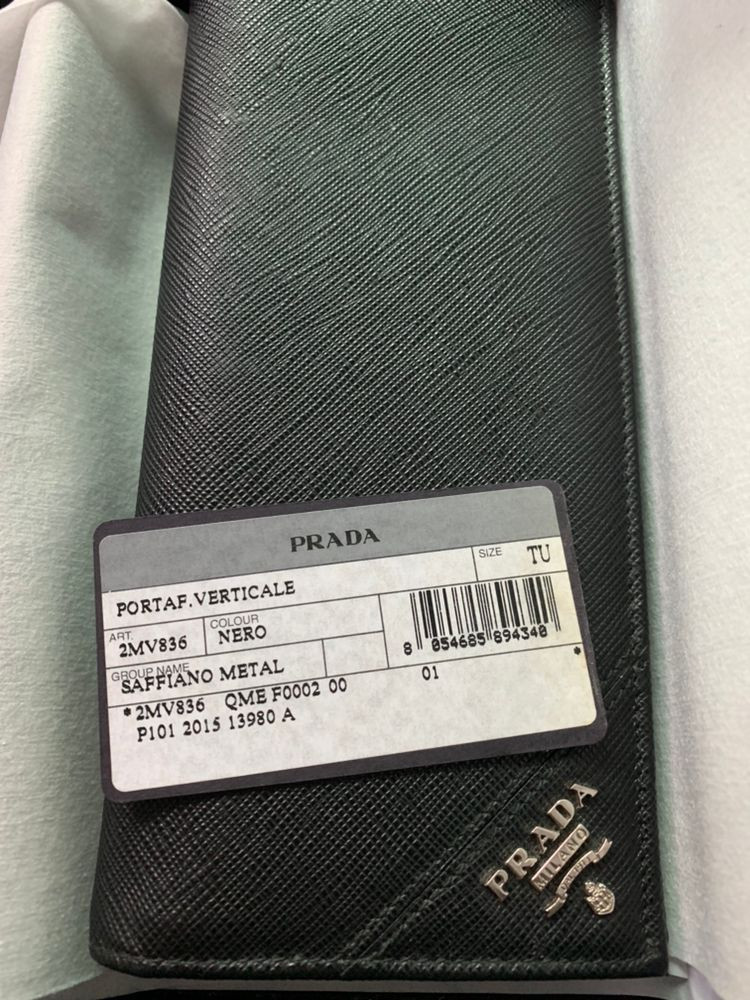 PRADA
SIZE TU
PORTAF.VERTICALE
ART. 2MV836
COLOUR NERO
8 054685 894340
GROUP NAME
SAFFIANO METAL
*2MV836 QME F0002 00 01 *
P101 2015 13980 A
PRADA
MILANO